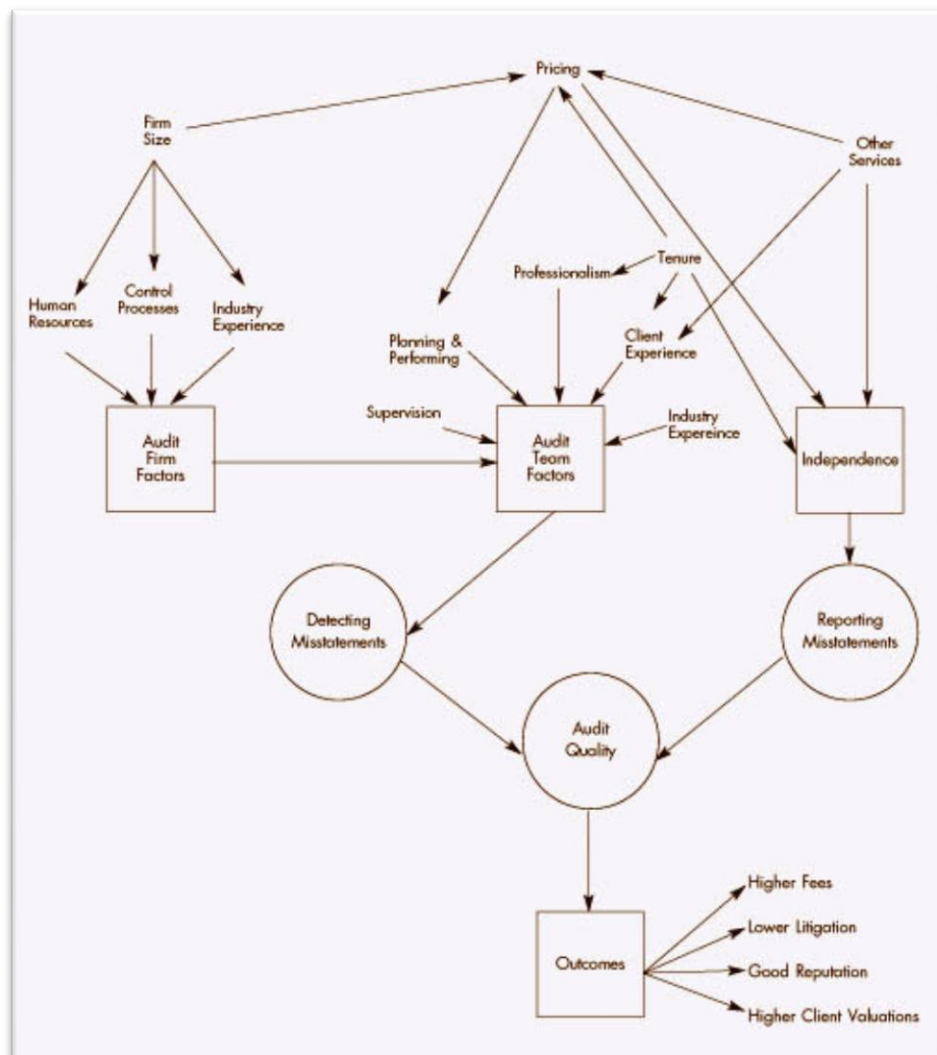 Pricing
Firm
Size
Other
Services
Tenure
Professionalism
Human
Resources
Control
Processes
Industry
Experience
Planning &
Performing
Client
Experience
Supervision
Industry
Expereince
Audit
Firm
Factors
Audit
Team
Factors
Independence
Detecting
Misstatements
Reporting
Misstatements
Audit
Quality
Outcomes
Higher Fees
Lower Litigation
Good Reputation
Higher Client Valuations